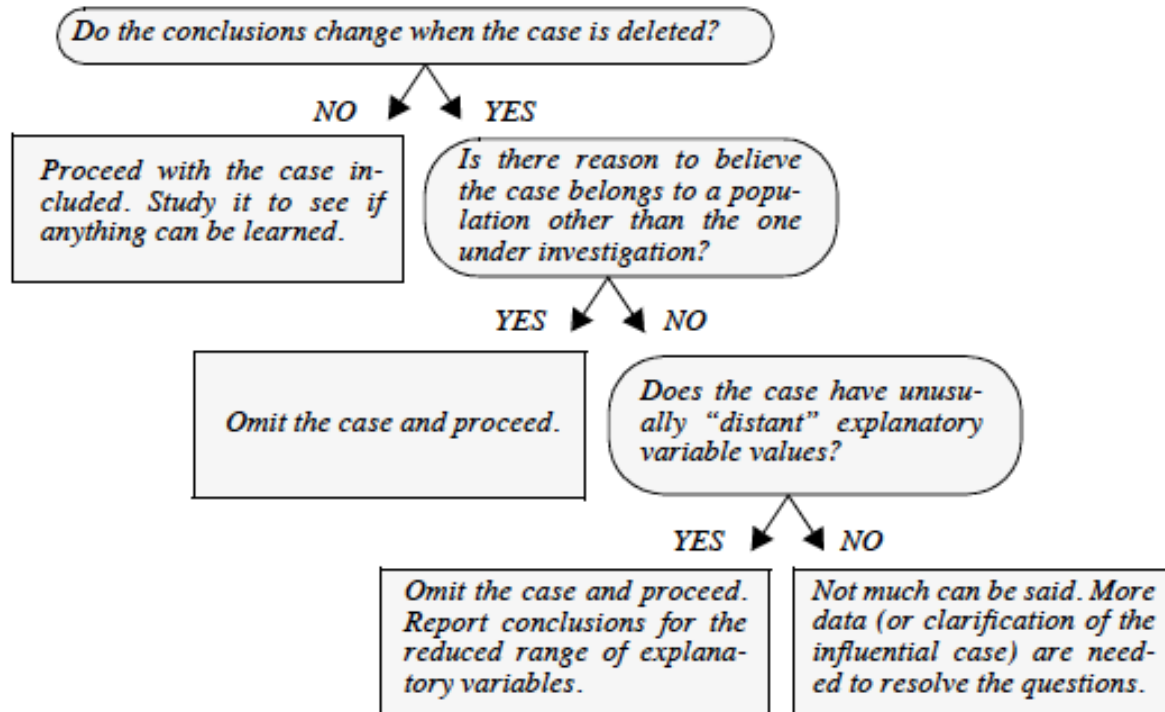 Do the conclusions change when the case is deleted?
NO
YES
Proceed with the case in-
cluded. Study it to see if
anything can be learned.
Is there reason to believe
the case belongs to a popu-
lation other than the one
under investigation?
YES
NO
Omit the case and proceed.
Does the case have unusu-
ally “distant” explanatory
variable values?
YES
NO
Omit the case and proceed.
Report conclusions for the
reduced range of explana-
tory variables.
Not much can be said. More
data (or clarification of the
influential case) are need-
ed to resolve the questions.